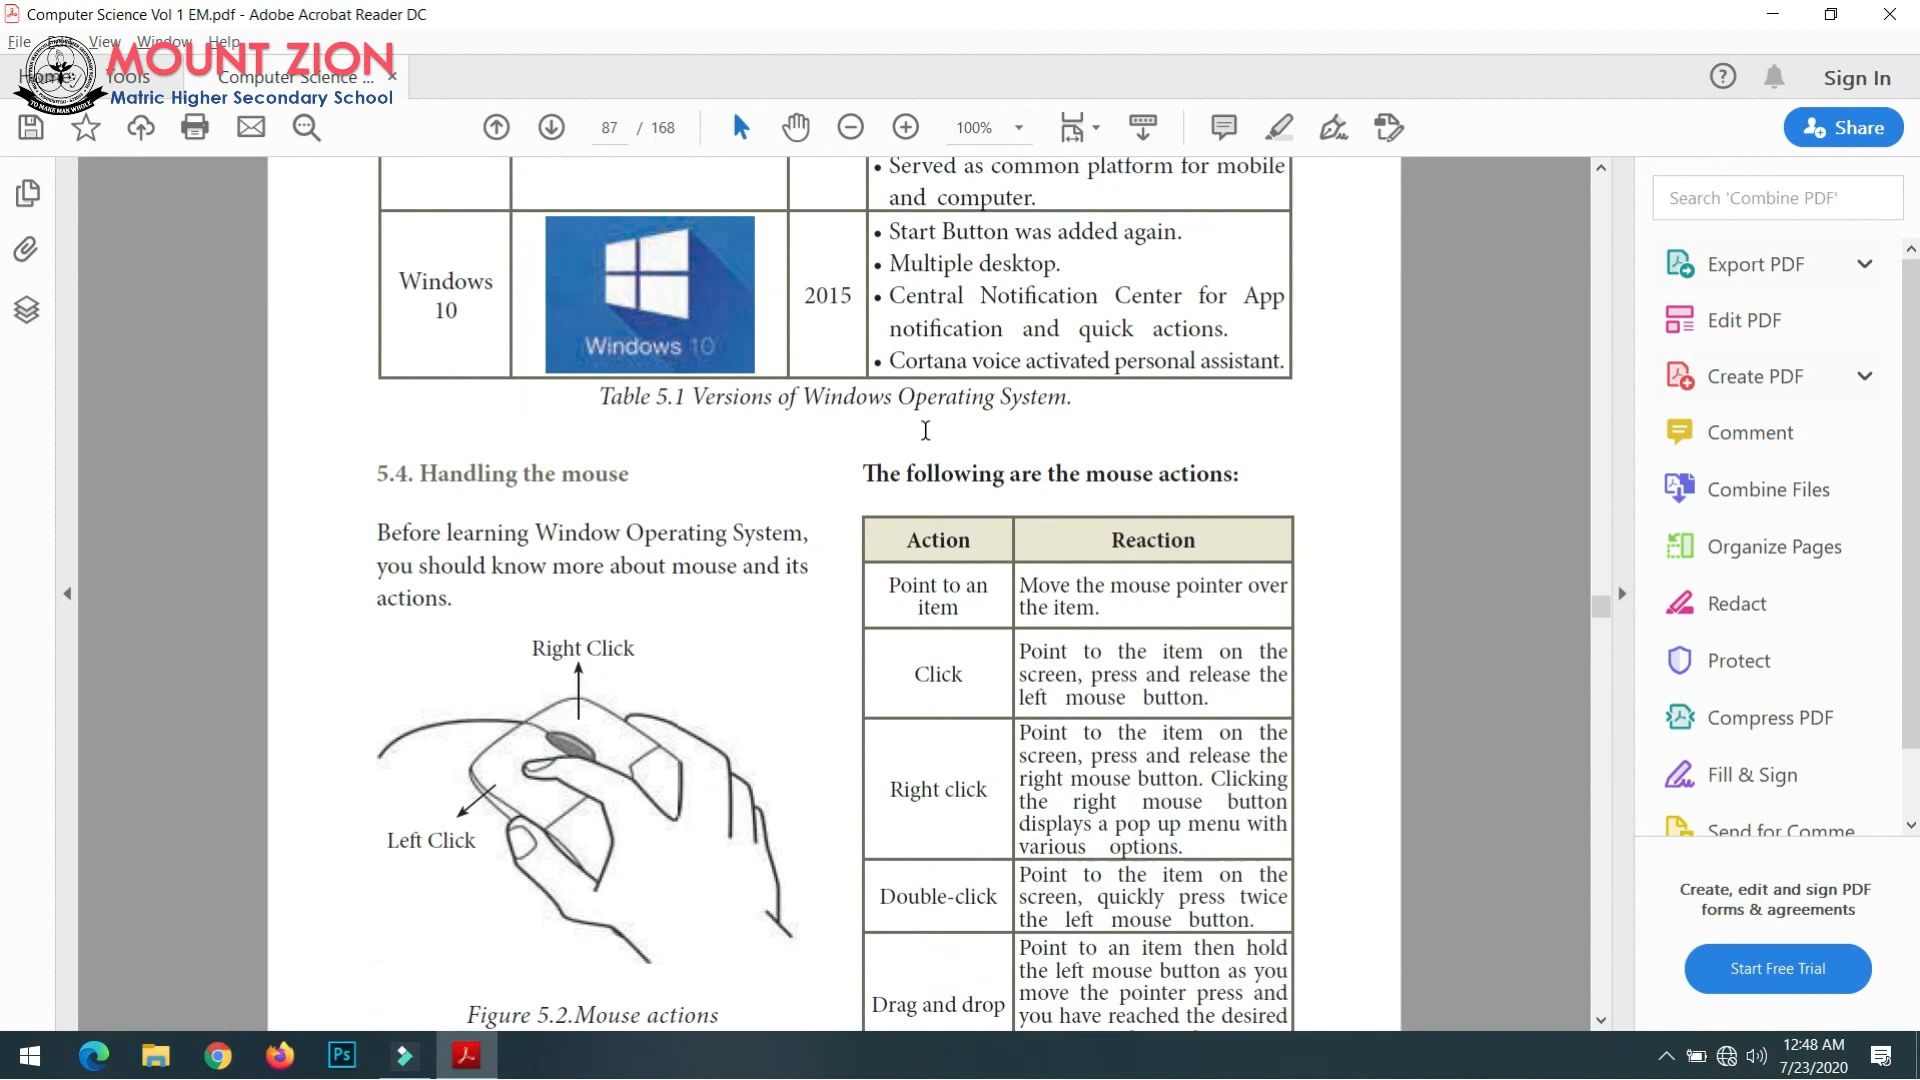 Computer Science Vol 1 EM.pdf - Adobe Acrobat Reader DC
File View Window Help
MOUNT ZION
Matric Higher Secondary School
TO MAKE MAN WHOLE
Home Tools Computer Science ... × Sign In
87 / 168 100% Share
• Served as common platform for mobile
and computer.
Windows
10
Windows 10
2015
• Start Button was added again.
• Multiple desktop.
• Central Notification Center for App
notification and quick actions.
• Cortana voice activated personal assistant.
Table 5.1 Versions of Windows Operating System.
5.4. Handling the mouse
Before learning Window Operating System,
you should know more about mouse and its
actions.
Right Click
Left Click
Figure 5.2.Mouse actions
The following are the mouse actions:
Action Reaction
Point to an
item
Move the mouse pointer over
the item.
Click
Point to the item on the
screen, press and release the
left mouse button.
Right click
Point to the item on the
screen, press and release the
right mouse button. Clicking
the right mouse button
displays a pop up menu with
various options.
Double-click
Point to the item on the
screen, quickly press twice
the left mouse button.
Drag and drop
Point to an item then hold
the left mouse button as you
move the pointer press and
you have reached the desired
Search 'Combine PDF'
Export PDF
Edit PDF
Create PDF
Comment
Combine Files
Organize Pages
Redact
Protect
Compress PDF
Fill & Sign
Send for Comme
Create, edit and sign PDF
forms & agreements
Start Free Trial
Ps
12:48 AM
7/23/2020